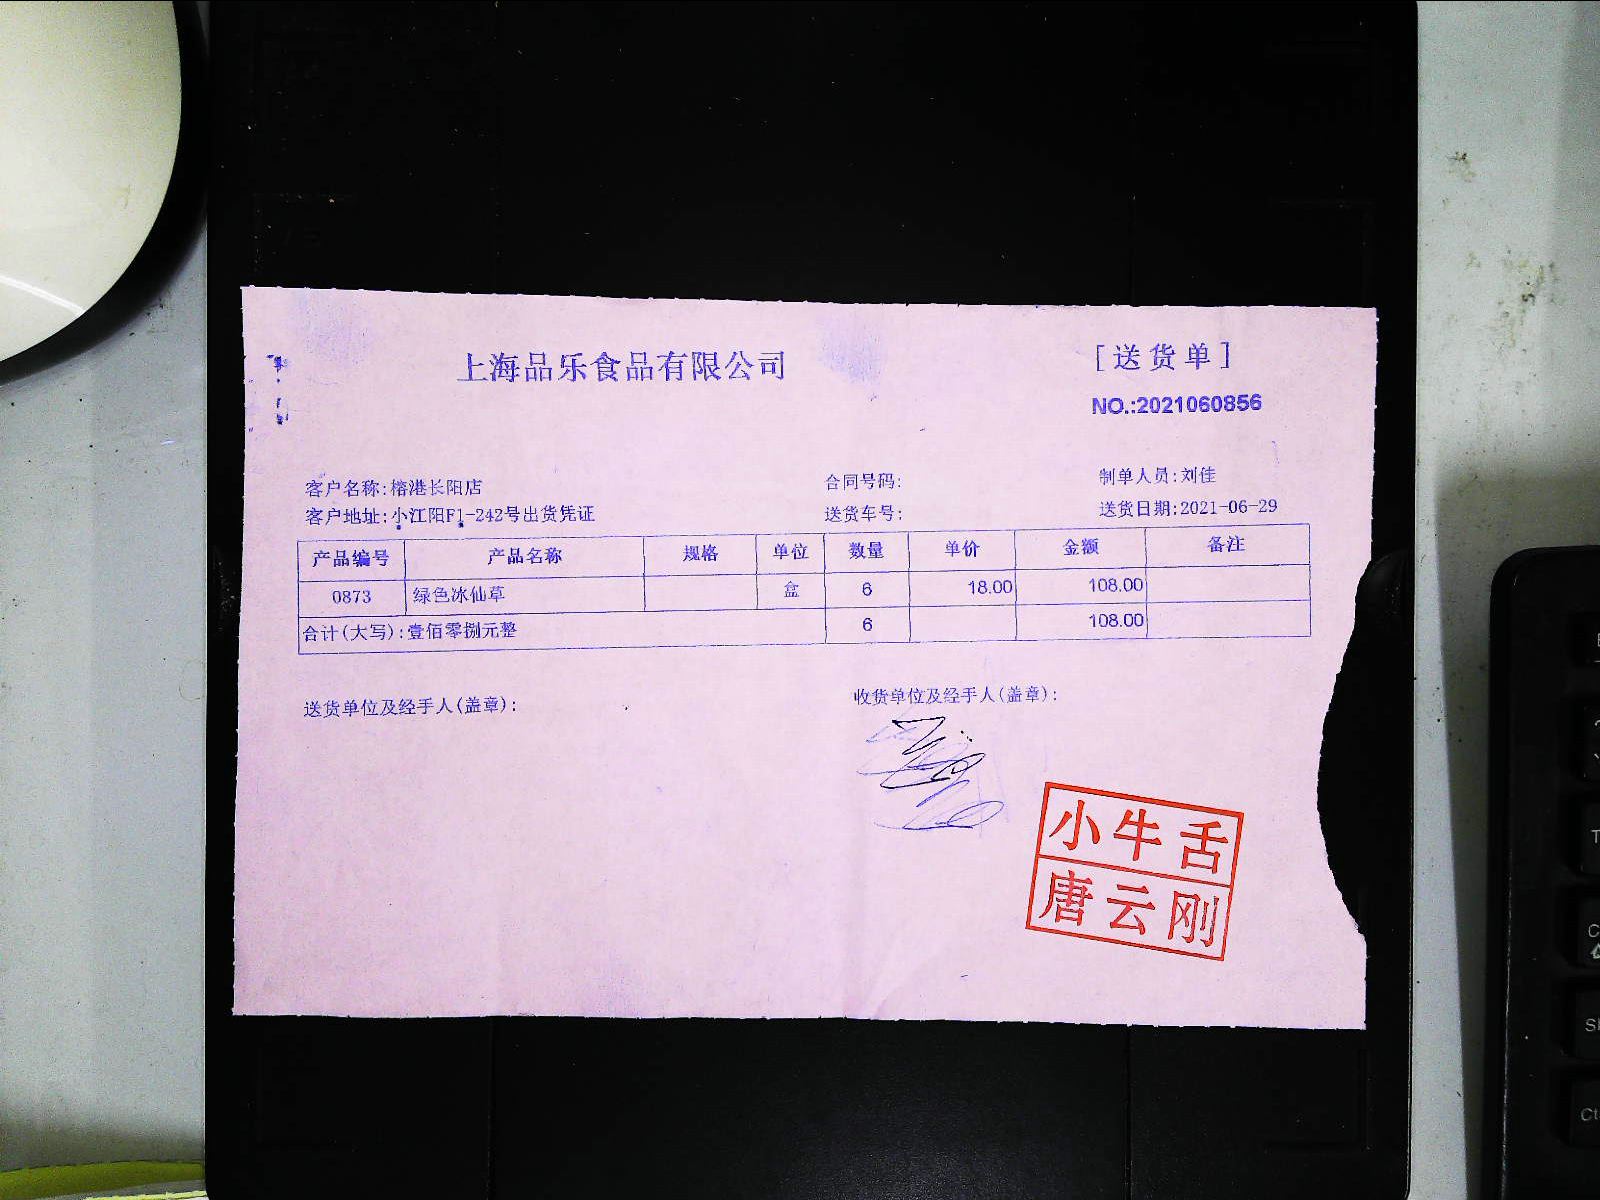 上海品乐食品有限公司
[送货单]
NO.:2021060856
客户名称:榕港长阳店
合同号码:
制单人员:刘佳
客户地址:小江阳F1-242号出货凭证
送货车号:
送货日期:2021-06-29
产品编号 产品名称 规格 单位 数量 单价 金额 备注
0873 绿色冰仙草 盒 6 18.00 108.00
合计(大写):壹佰零捌元整 6 108.00
送货单位及经手人(盖章):
收货单位及经手人(盖章):
小牛舌
唐云刚